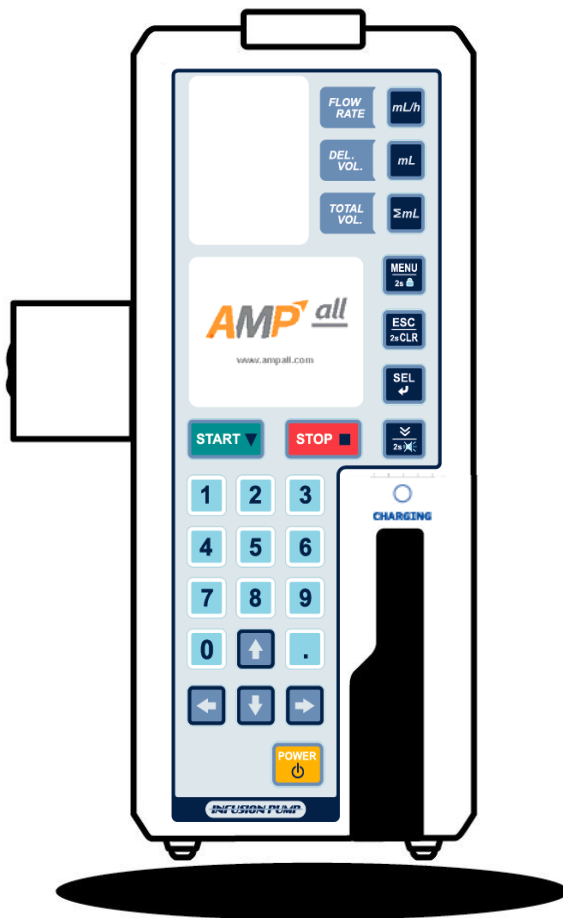 FLOW
RATE
mL/h
DEL.
VOL.
mL
TOTAL
VOL.
ΣmL
MENU
2s
AMP all
www.ampall.com
ESC
2s CLR
SEL
START
STOP
2s
1 2 3
CHARGING
4 5 6
7 8 9
0 .
POWER
INFUSION PUMP